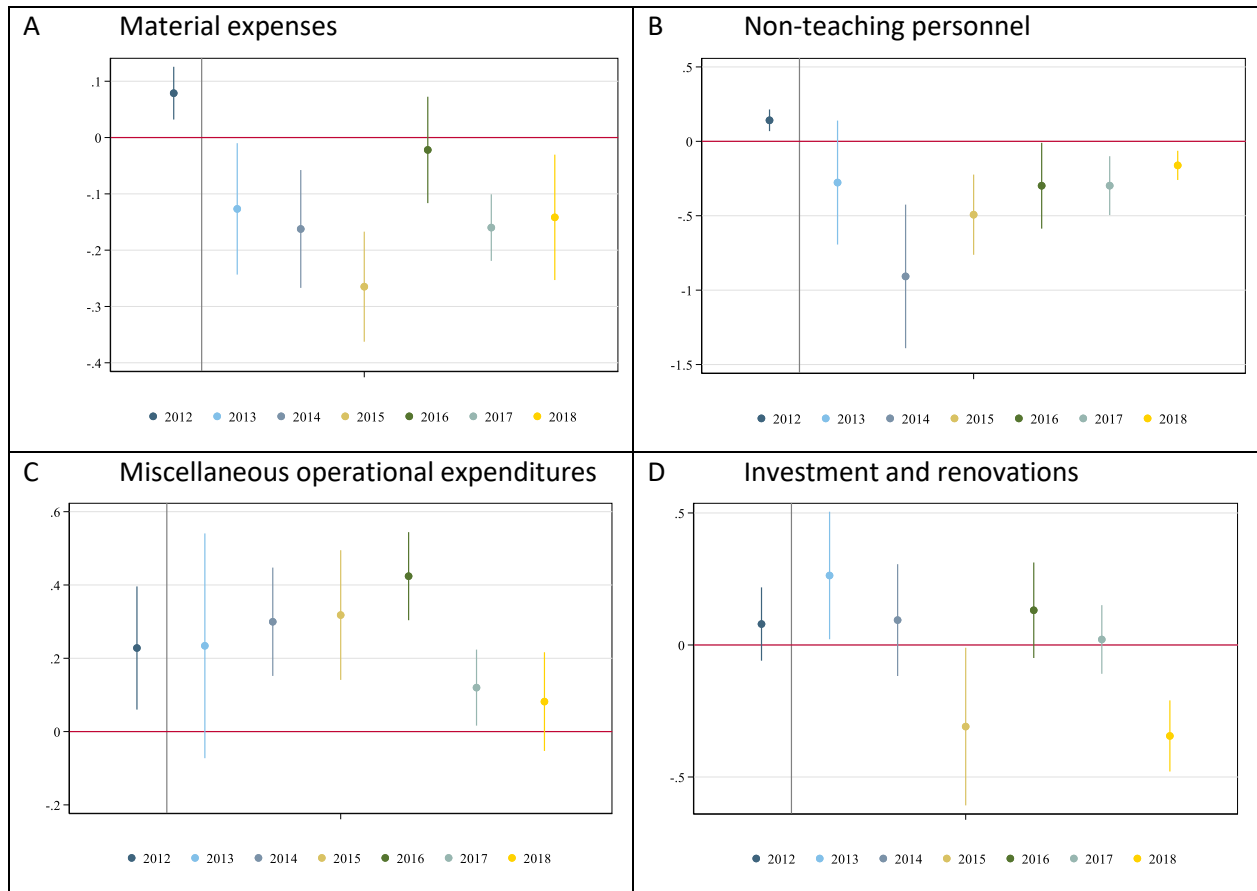 A Material expenses
.1
0
-.1
-.2
-.3
-.4
2012 2013 2014 2015 2016 2017 2018
B Non-teaching personnel
.5
0
-.5
-1
-1.5
2012 2013 2014 2015 2016 2017 2018
C Miscellaneous operational expenditures
.6
.4
.2
0
-.2
2012 2013 2014 2015 2016 2017 2018
D Investment and renovations
.5
0
-.5
2012 2013 2014 2015 2016 2017 2018